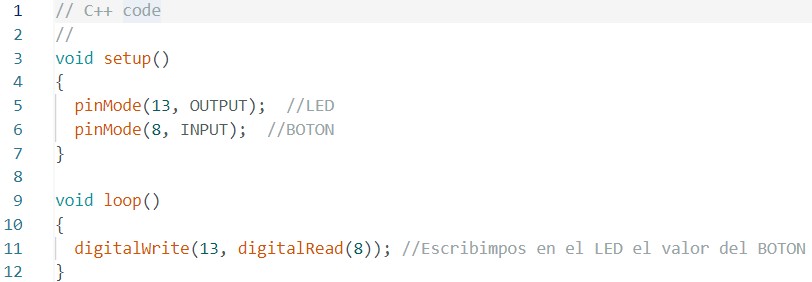 1 // C++ code
2 //
3 void setup()
4 {
5 pinMode(13, OUTPUT); //LED
6 pinMode(8, INPUT); //BOTON
7 }
8
9 void loop()
10 {
11 digitalWrite(13, digitalRead(8)); //Escribimpos en el LED el valor del BOTON
12 }